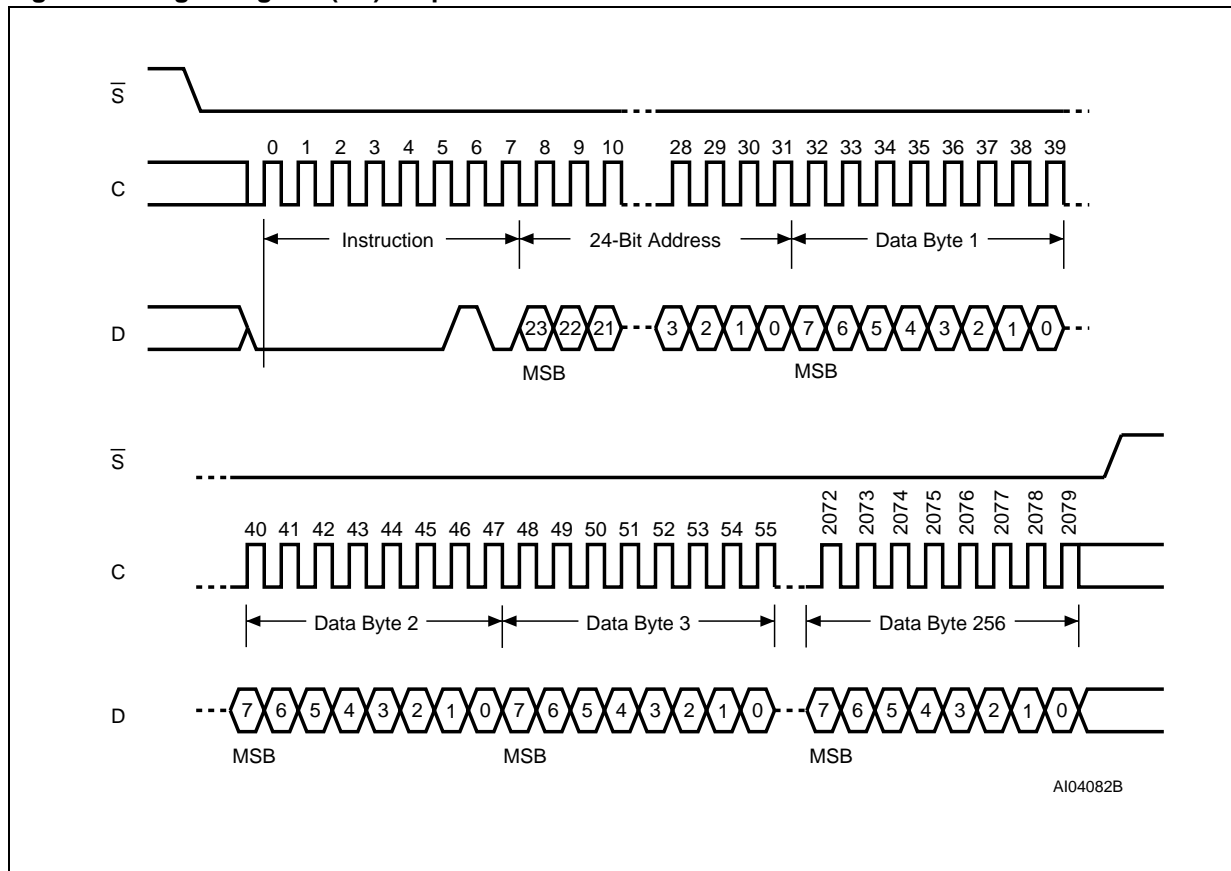 S
0 1 2 3 4 5 6 7 8 9 10 28 29 30 31 32 33 34 35 36 37 38 39
C
Instruction 24-Bit Address Data Byte 1
D 23 22 21 3 2 1 0 7 6 5 4 3 2 1 0
MSB MSB
S
40 41 42 43 44 45 46 47 48 49 50 51 52 53 54 55 2072 2073 2074 2075 2076 2077 2078 2079
C
Data Byte 2 Data Byte 3 Data Byte 256
D 7 6 5 4 3 2 1 0 7 6 5 4 3 2 1 0 7 6 5 4 3 2 1 0
MSB MSB MSB
AI04082B